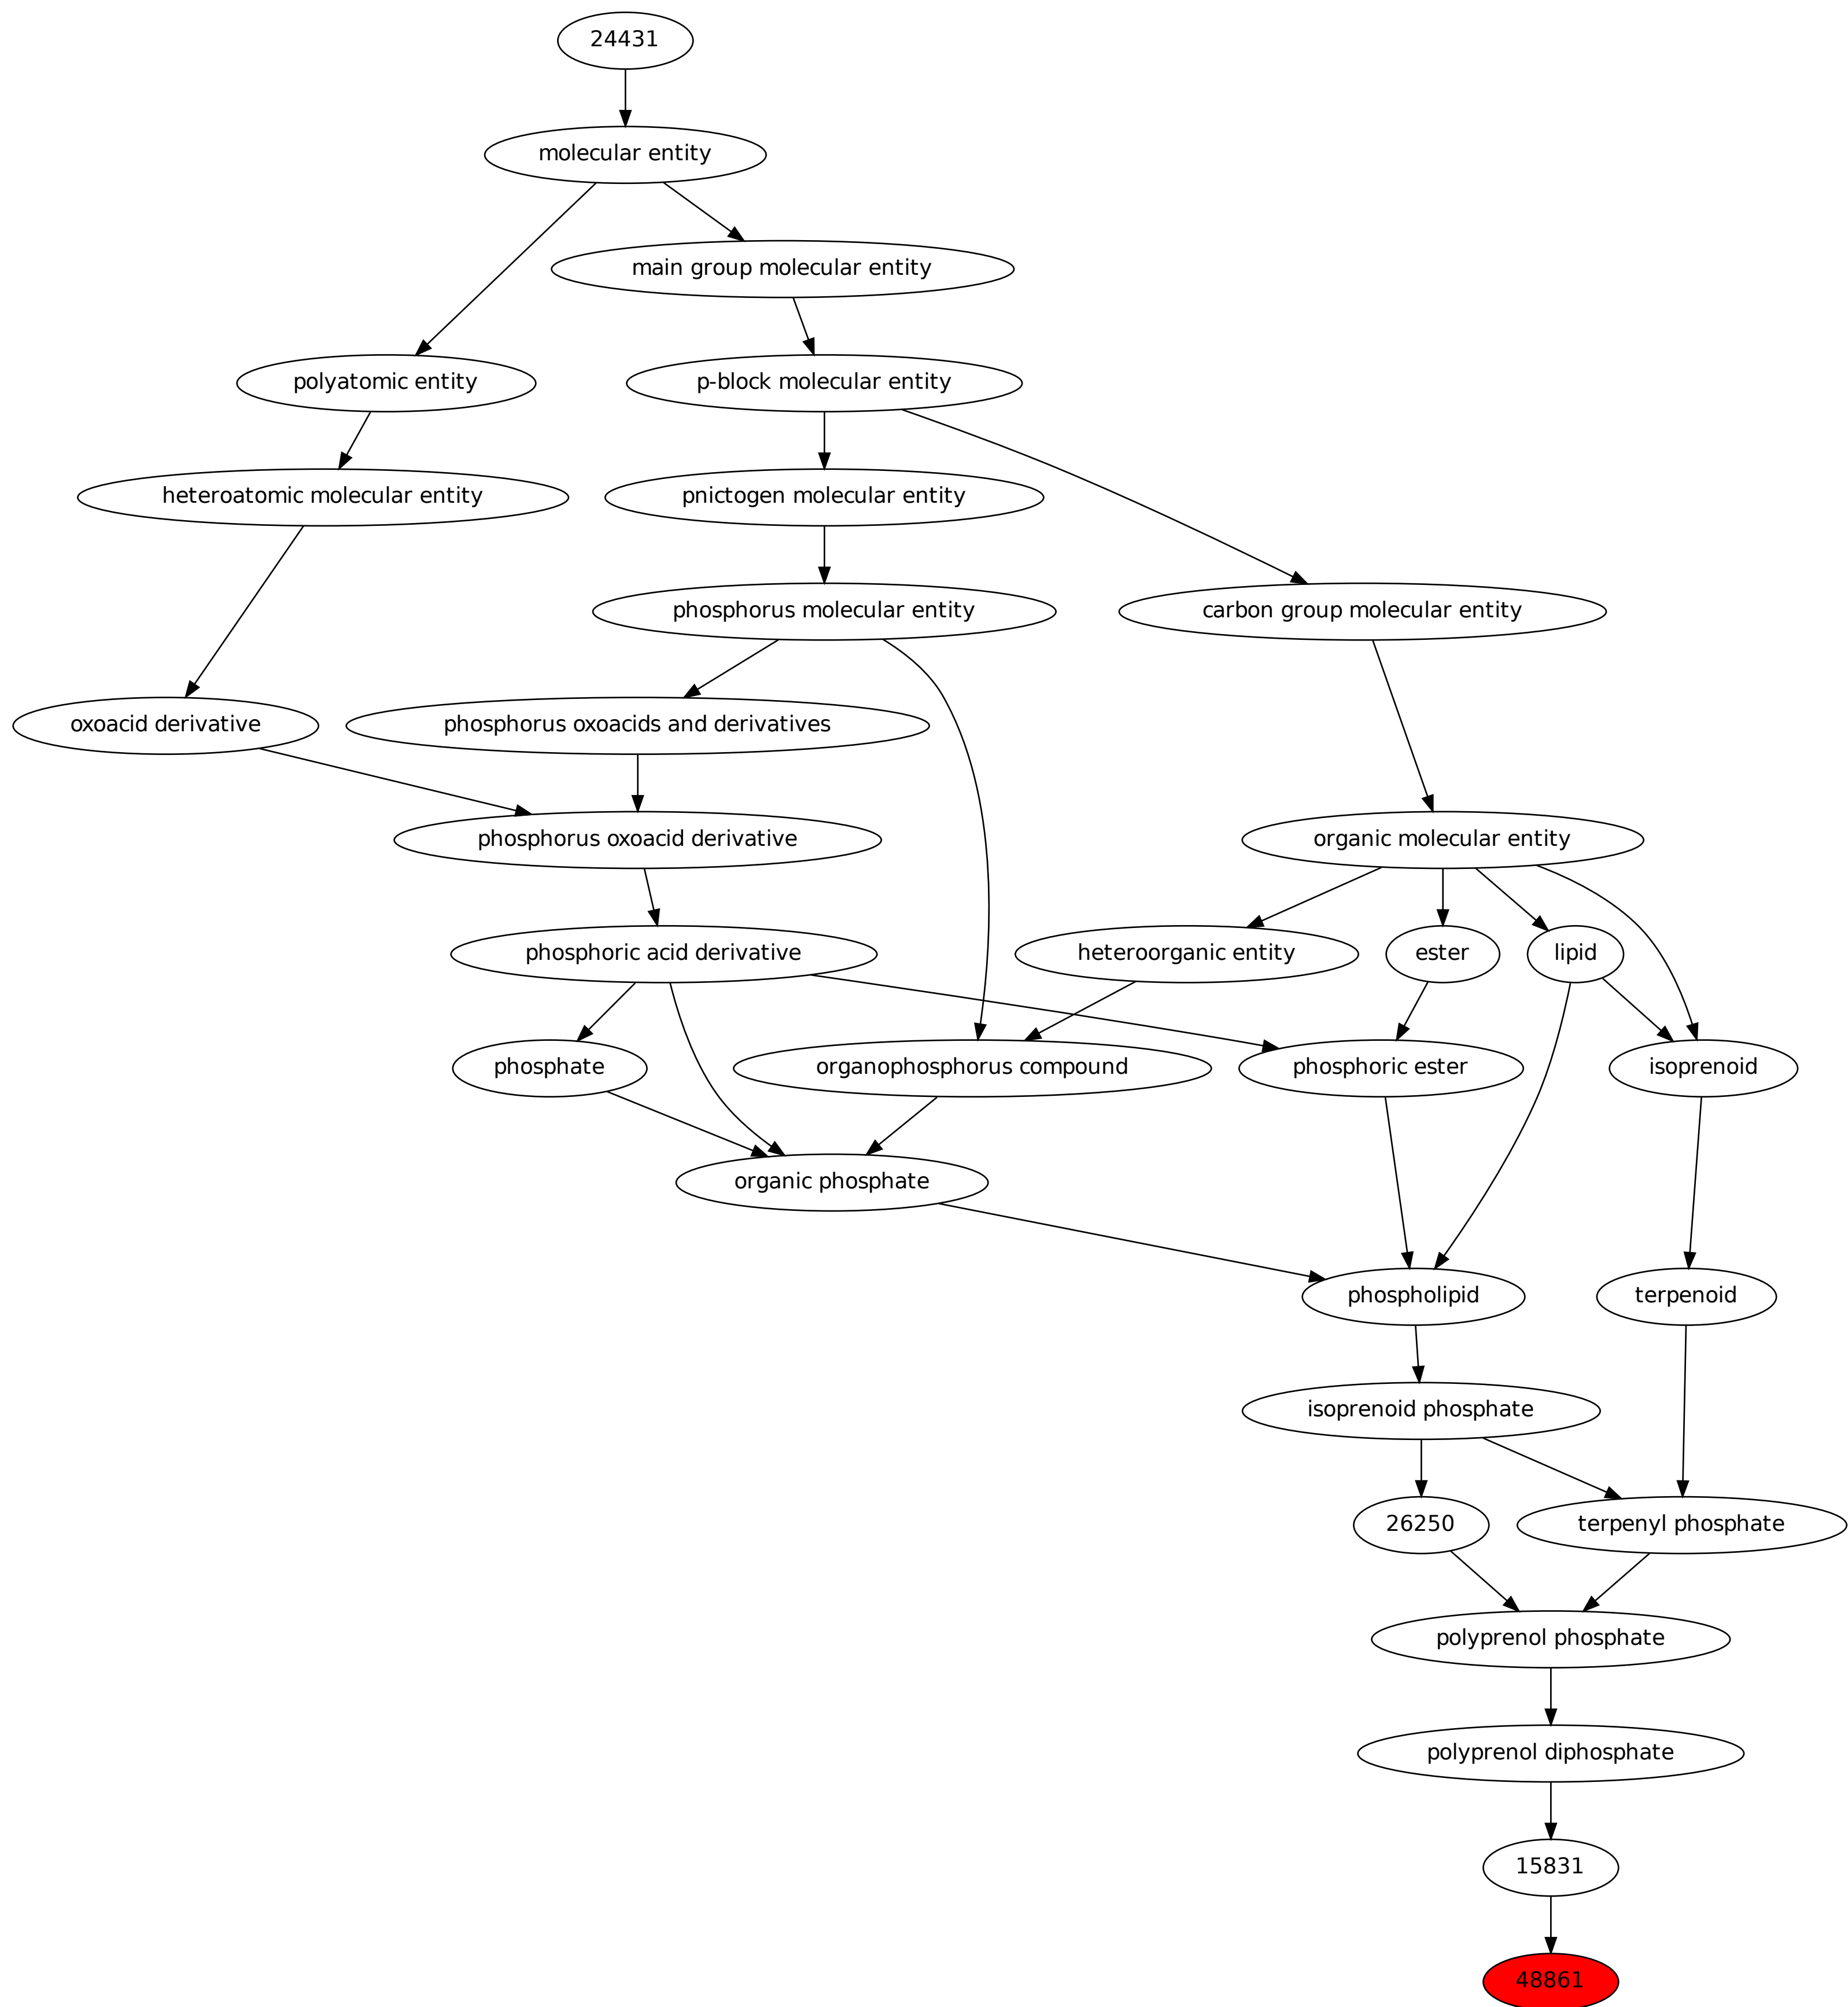 24431
molecular entity
main group molecular entity
polyatomic entity
p-block molecular entity
heteroatomic molecular entity
pnictogen molecular entity
phosphorus molecular entity
carbon group molecular entity
oxoacid derivative
phosphorus oxoacids and derivatives
phosphorus oxoacid derivative
organic molecular entity
phosphoric acid derivative
heteroorganic entity
ester
lipid
phosphate
organophosphorus compound
phosphoric ester
isoprenoid
organic phosphate
phospholipid
terpenoid
isoprenoid phosphate
26250
terpenyl phosphate
polyprenol phosphate
polyprenol diphosphate
15831
48861